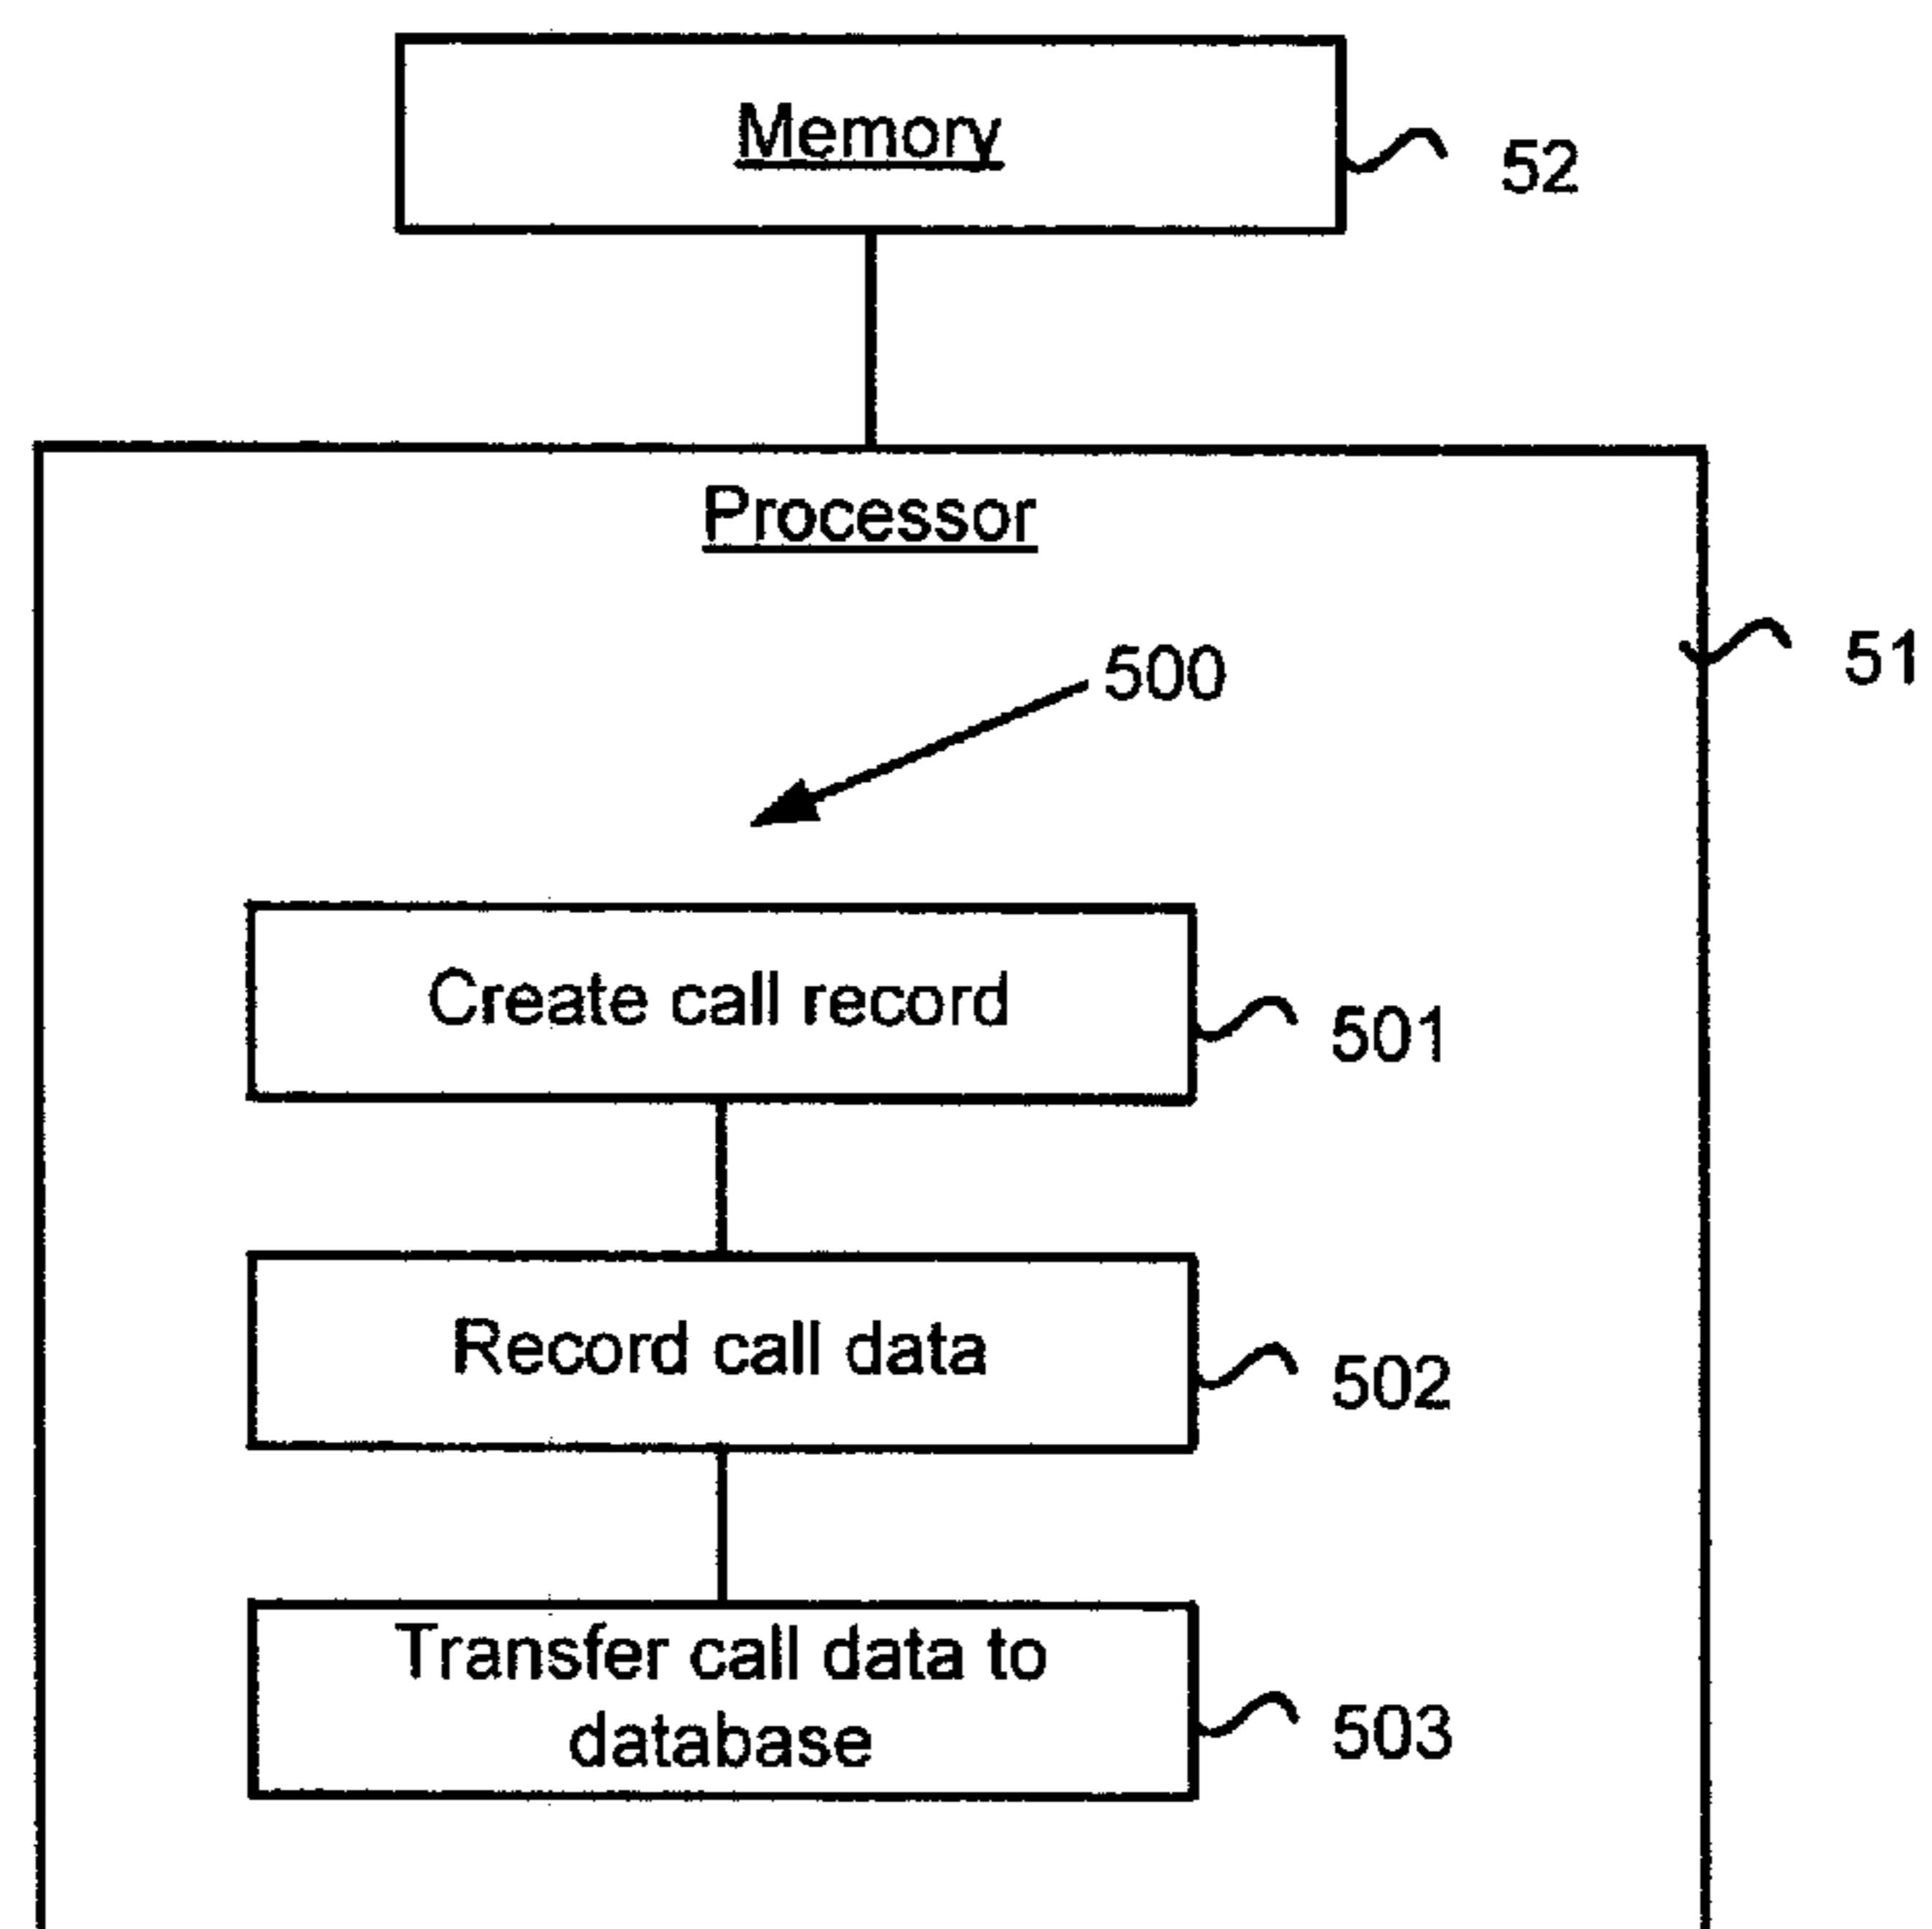 Memory
52
Processor
51
500
Create call record
501
Record call data
502
Transfer call data to
database
503